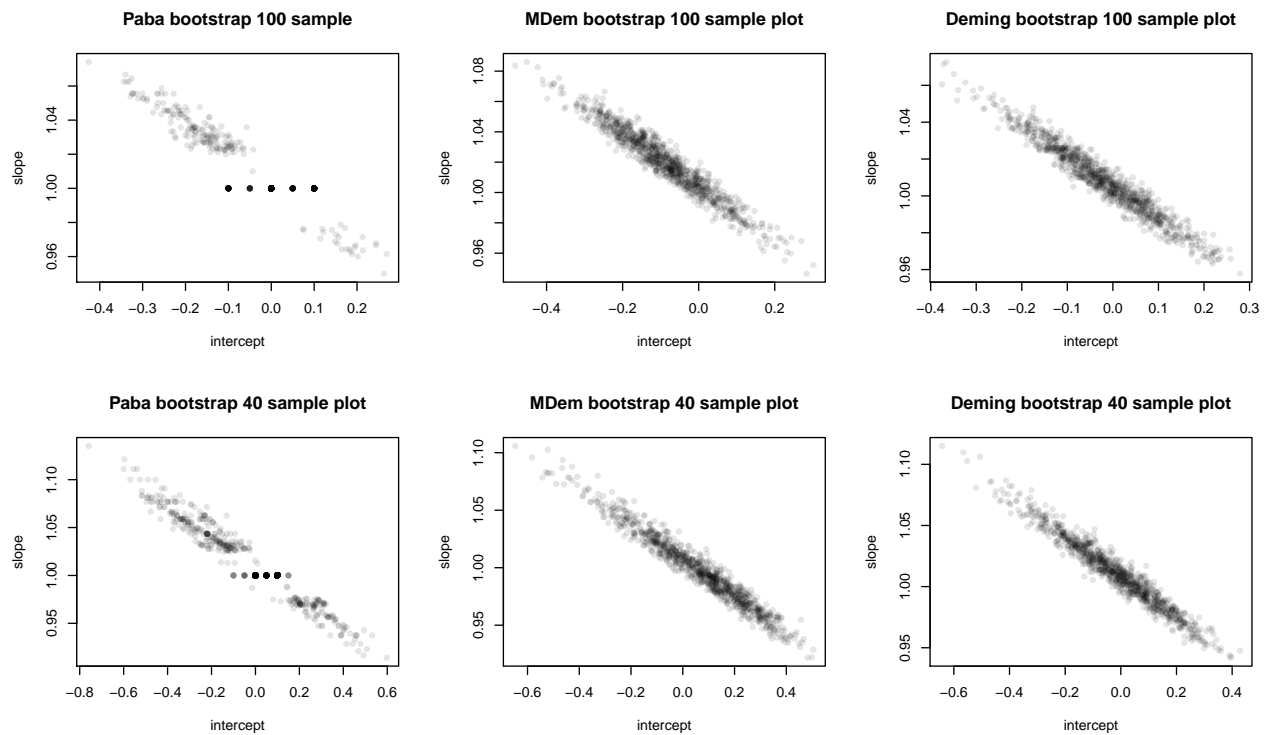 Paba bootstrap 100 sample
MDem bootstrap 100 sample plot
Deming bootstrap 100 sample plot
slope
0.96 1.00 1.04
−0.4 −0.3 −0.2 −0.1 0.0 0.1 0.2
intercept
slope
0.96 1.00 1.04 1.08
−0.4 −0.2 0.0 0.2
intercept
slope
0.96 1.00 1.04
−0.4 −0.3 −0.2 −0.1 0.0 0.1 0.2 0.3
intercept
Paba bootstrap 40 sample plot
MDem bootstrap 40 sample plot
Deming bootstrap 40 sample plot
slope
0.95 1.00 1.05 1.10
−0.8 −0.6 −0.4 −0.2 0.0 0.2 0.4 0.6
intercept
slope
0.95 1.00 1.05 1.10
−0.6 −0.4 −0.2 0.0 0.2 0.4
intercept
slope
0.95 1.00 1.05 1.10
−0.6 −0.4 −0.2 0.0 0.2 0.4
intercept